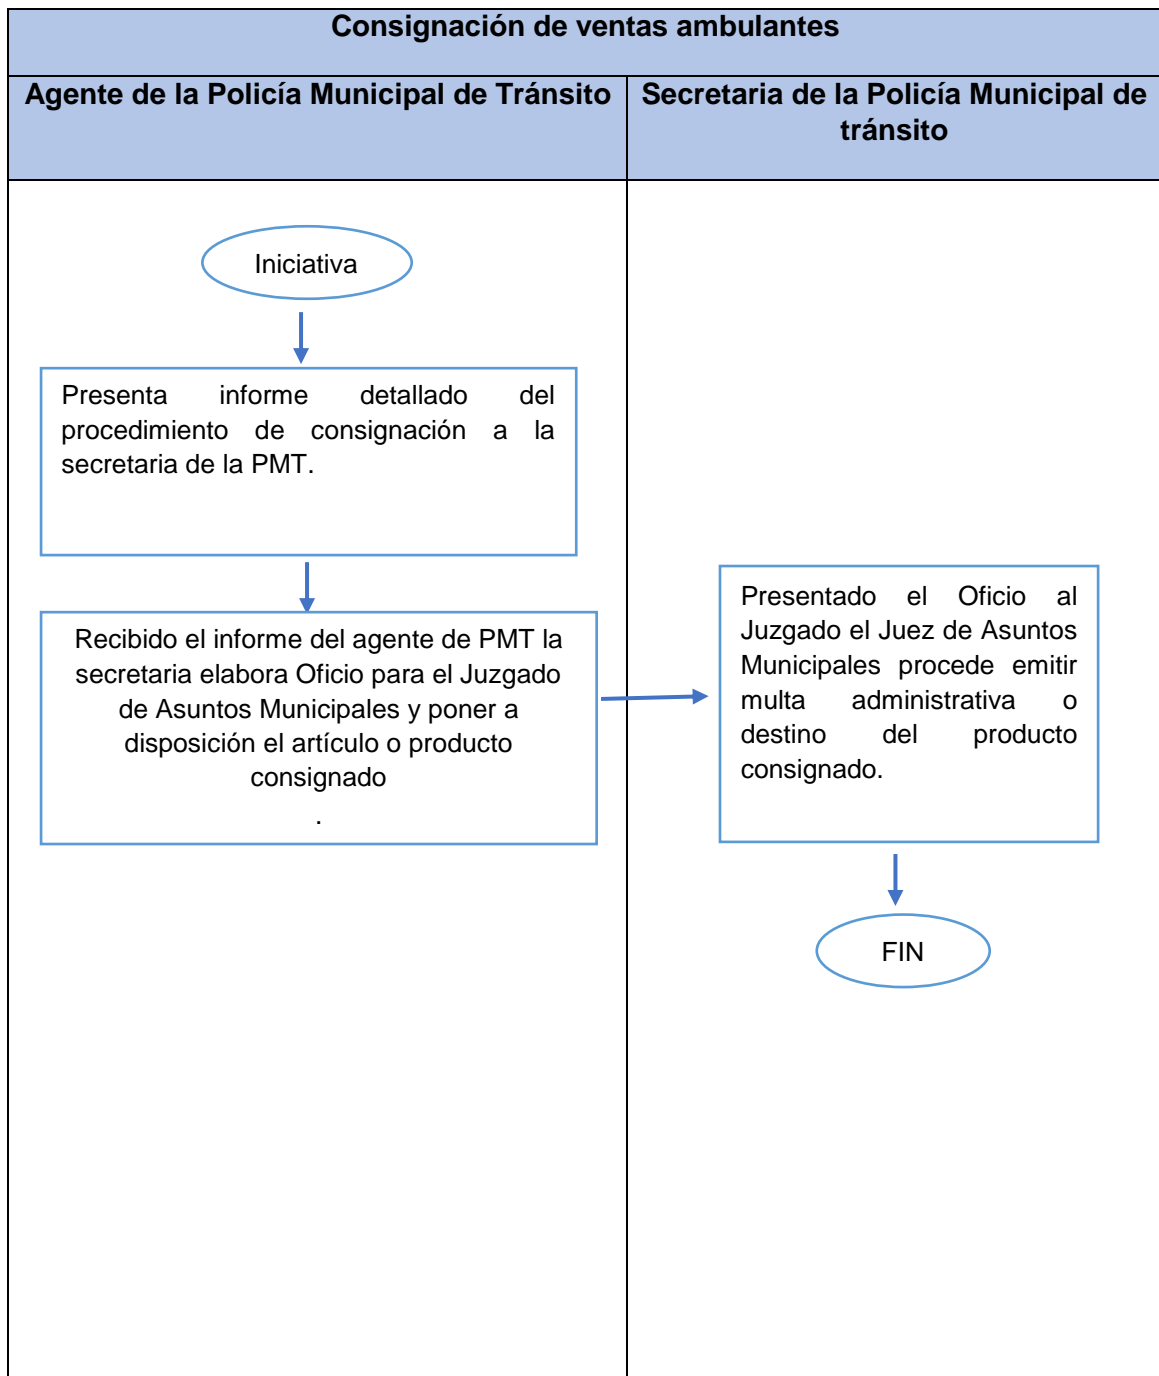 Consignación de ventas ambulantes
Agente de la Policía Municipal de Tránsito
Secretaria de la Policía Municipal de
tránsito
Iniciativa
Presenta informe detallado del
procedimiento de consignación a la
secretaria de la PMT.
Recibido el informe del agente de PMT la
secretaria elabora Oficio para el Juzgado
de Asuntos Municipales y poner a
disposición el artículo o producto
consignado
.
Presentado el Oficio al
Juzgado el Juez de Asuntos
Municipales procede emitir
multa administrativa o
destino del producto
consignado.
FIN